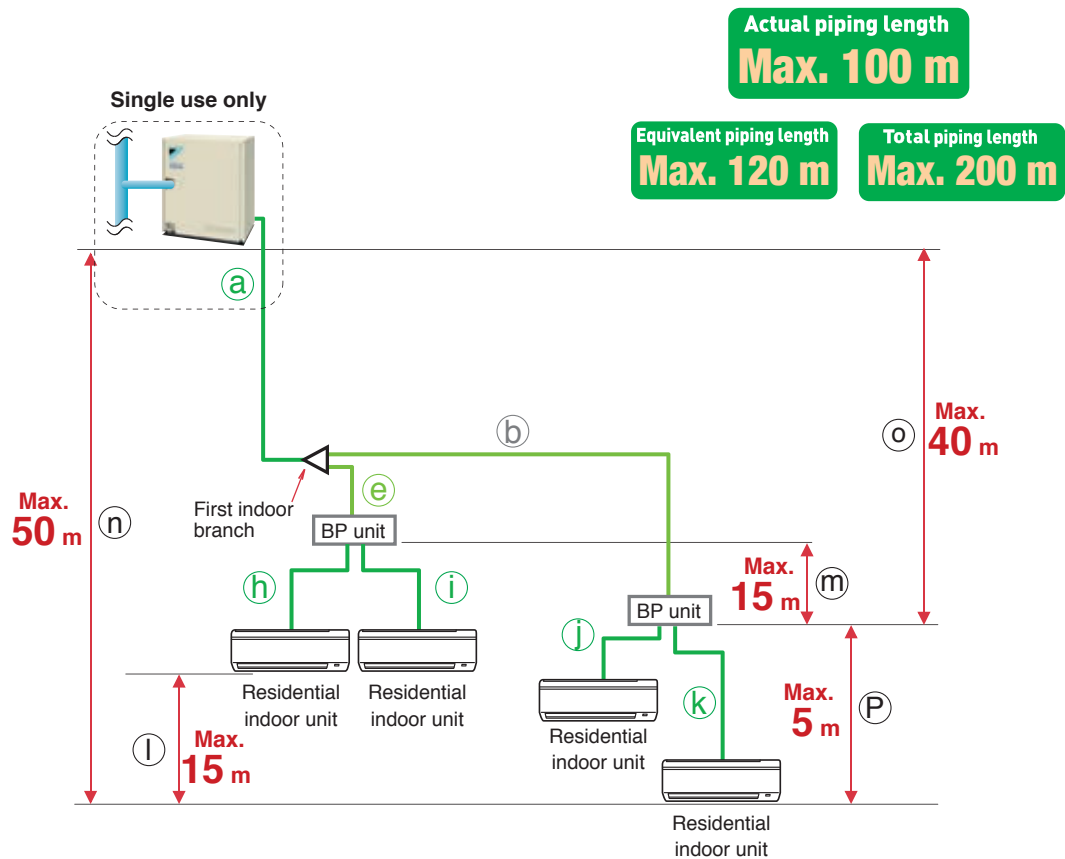 Actual piping length
Max. 100 m
Equivalent piping length
Max. 120 m
Total piping length
Max. 200 m
Single use only
a
b
e
First indoor
branch
BP unit
h
i
Residential
indoor unit
Residential
indoor unit
BP unit
j
k
Residential
indoor unit
Residential
indoor unit
Max.
50 m
n
l
Max.
15 m
o
Max.
40 m
Max.
15 m
m
Max.
5 m
P